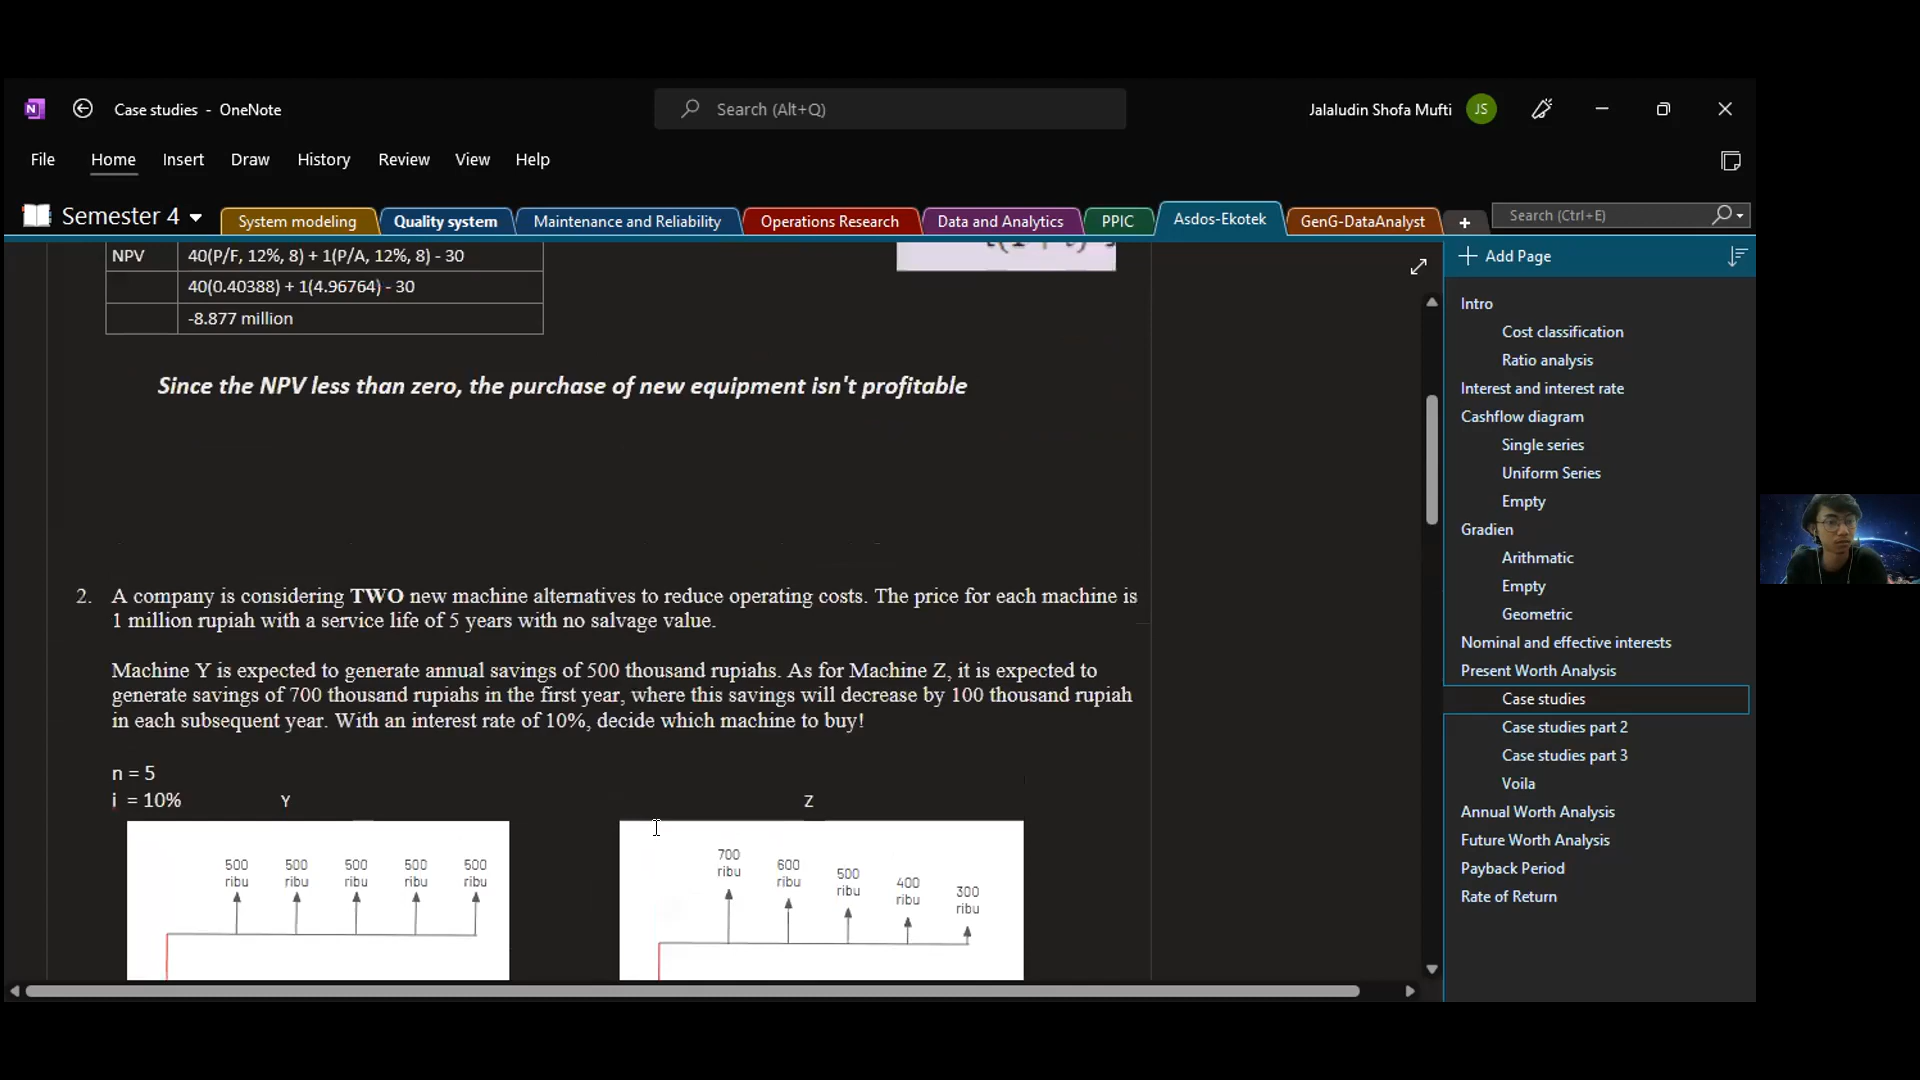 Case studies - OneNote
Search (Alt+Q)
Jalaludin Shofa Mufti
JS
File Home Insert Draw History Review View Help
Semester 4
System modeling
Quality system
Maintenance and Reliability
Operations Research
Data and Analytics
PPIC
Asdos-Ekotek
GenG-DataAnalyst
+
Search (Ctrl+E)
NPV 40(P/F, 12%, 8) + 1(P/A, 12%, 8) - 30
40(0.40388) + 1(4.96764) - 30
-8.877 million
Since the NPV less than zero, the purchase of new equipment isn't profitable
2. A company is considering TWO new machine alternatives to reduce operating costs. The price for each machine is
1 million rupiah with a service life of 5 years with no salvage value.
Machine Y is expected to generate annual savings of 500 thousand rupiahs. As for Machine Z, it is expected to
generate savings of 700 thousand rupiahs in the first year, where this savings will decrease by 100 thousand rupiah
in each subsequent year. With an interest rate of 10%, decide which machine to buy!
n = 5
i = 10%
Y
500 500 500 500 500
ribu ribu ribu ribu ribu
Z
700
ribu
600
ribu
500
ribu
400
ribu
300
ribu
Add Page
Intro
Cost classification
Ratio analysis
Interest and interest rate
Cashflow diagram
Single series
Uniform Series
Empty
Gradien
Arithmatic
Empty
Geometric
Nominal and effective interests
Present Worth Analysis
Case studies
Case studies part 2
Case studies part 3
Voila
Annual Worth Analysis
Future Worth Analysis
Payback Period
Rate of Return